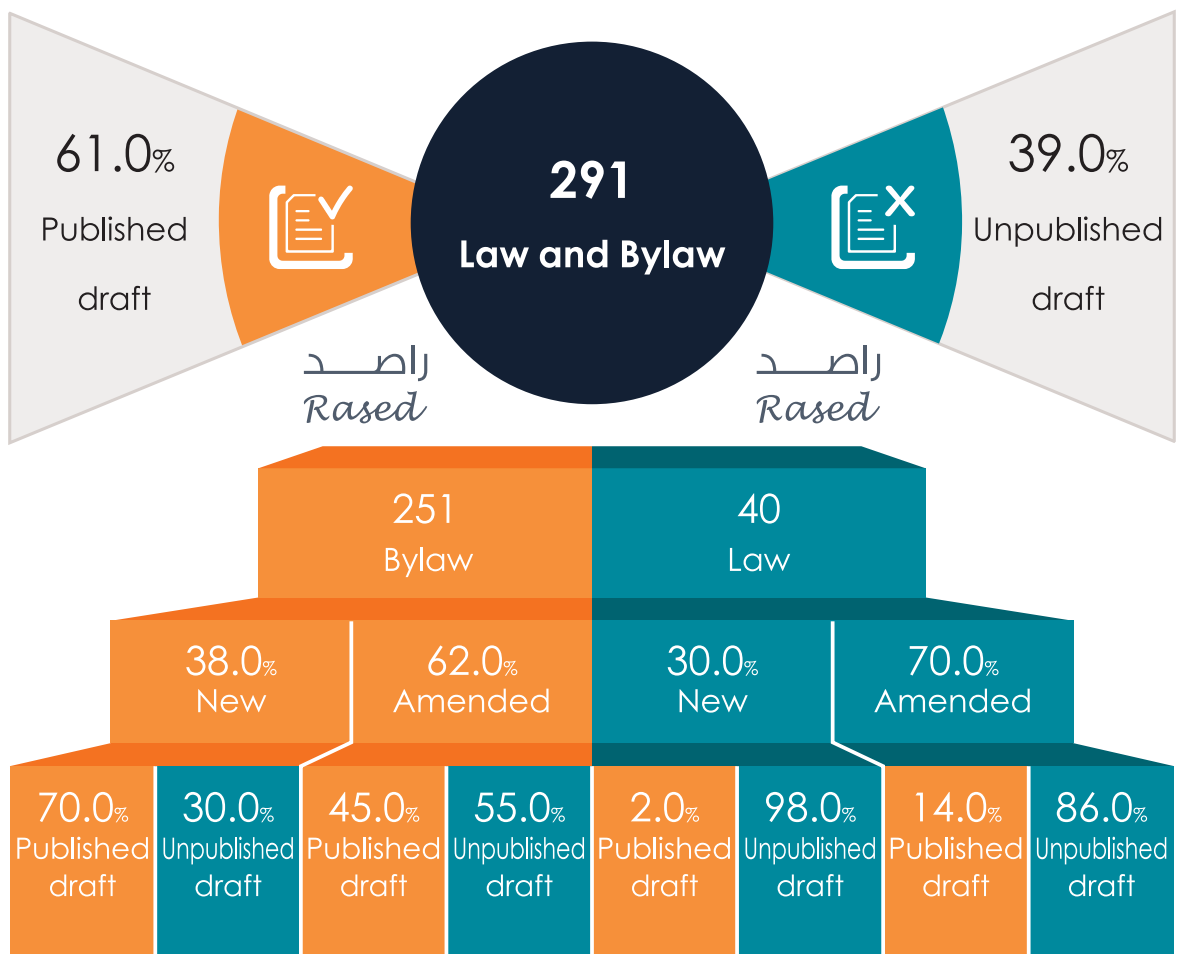 61.0%
Published
draft
291
Law and Bylaw
39.0%
Unpublished
draft
راصـــد
Rased
راصـــد
Rased
251
Bylaw
40
Law
38.0%
New
62.0%
Amended
30.0%
New
70.0%
Amended
70.0%
Published
draft
30.0%
Unpublished
draft
45.0%
Published
draft
55.0%
Unpublished
draft
2.0%
Published
draft
98.0%
Unpublished
draft
14.0%
Published
draft
86.0%
Unpublished
draft